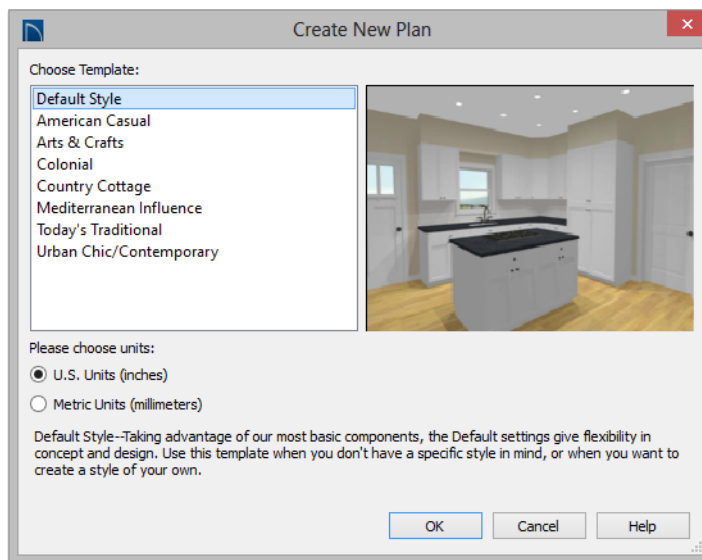 Create New Plan
Choose Template:
Default Style
American Casual
Arts & Crafts
Colonial
Country Cottage
Mediterranean Influence
Today's Traditional
Urban Chic/Contemporary
Please choose units:
U.S. Units (inches)
Metric Units (millimeters)
Default Style--Taking advantage of our most basic components, the Default settings give flexibility in
concept and design. Use this template when you don't have a specific style in mind, or when you want to
create a style of your own.
OK
Cancel
Help